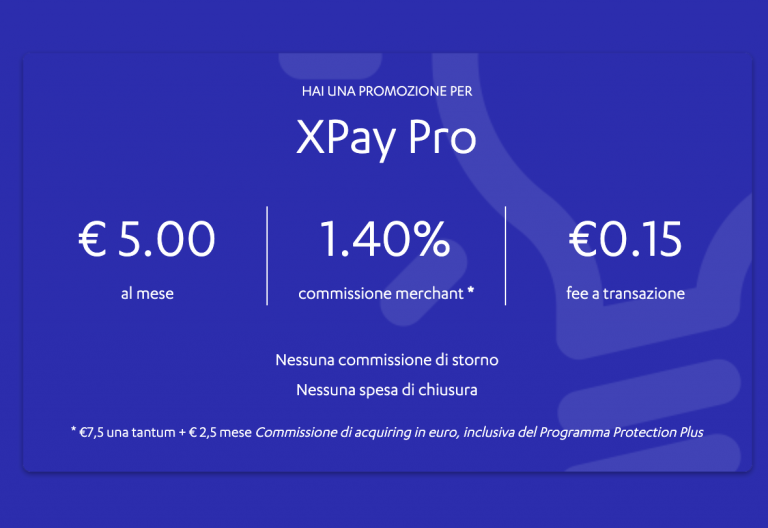 HAI UNA PROMOZIONE PER
XPay Pro
€ 5.00
al mese
1.40%
commissione merchant *
€0.15
fee a transazione
Nessuna commissione di storno
Nessuna spesa di chiusura
* €7,5 una tantum + € 2,5 mese Commissione di acquiring in euro, inclusiva del Programma Protection Plus